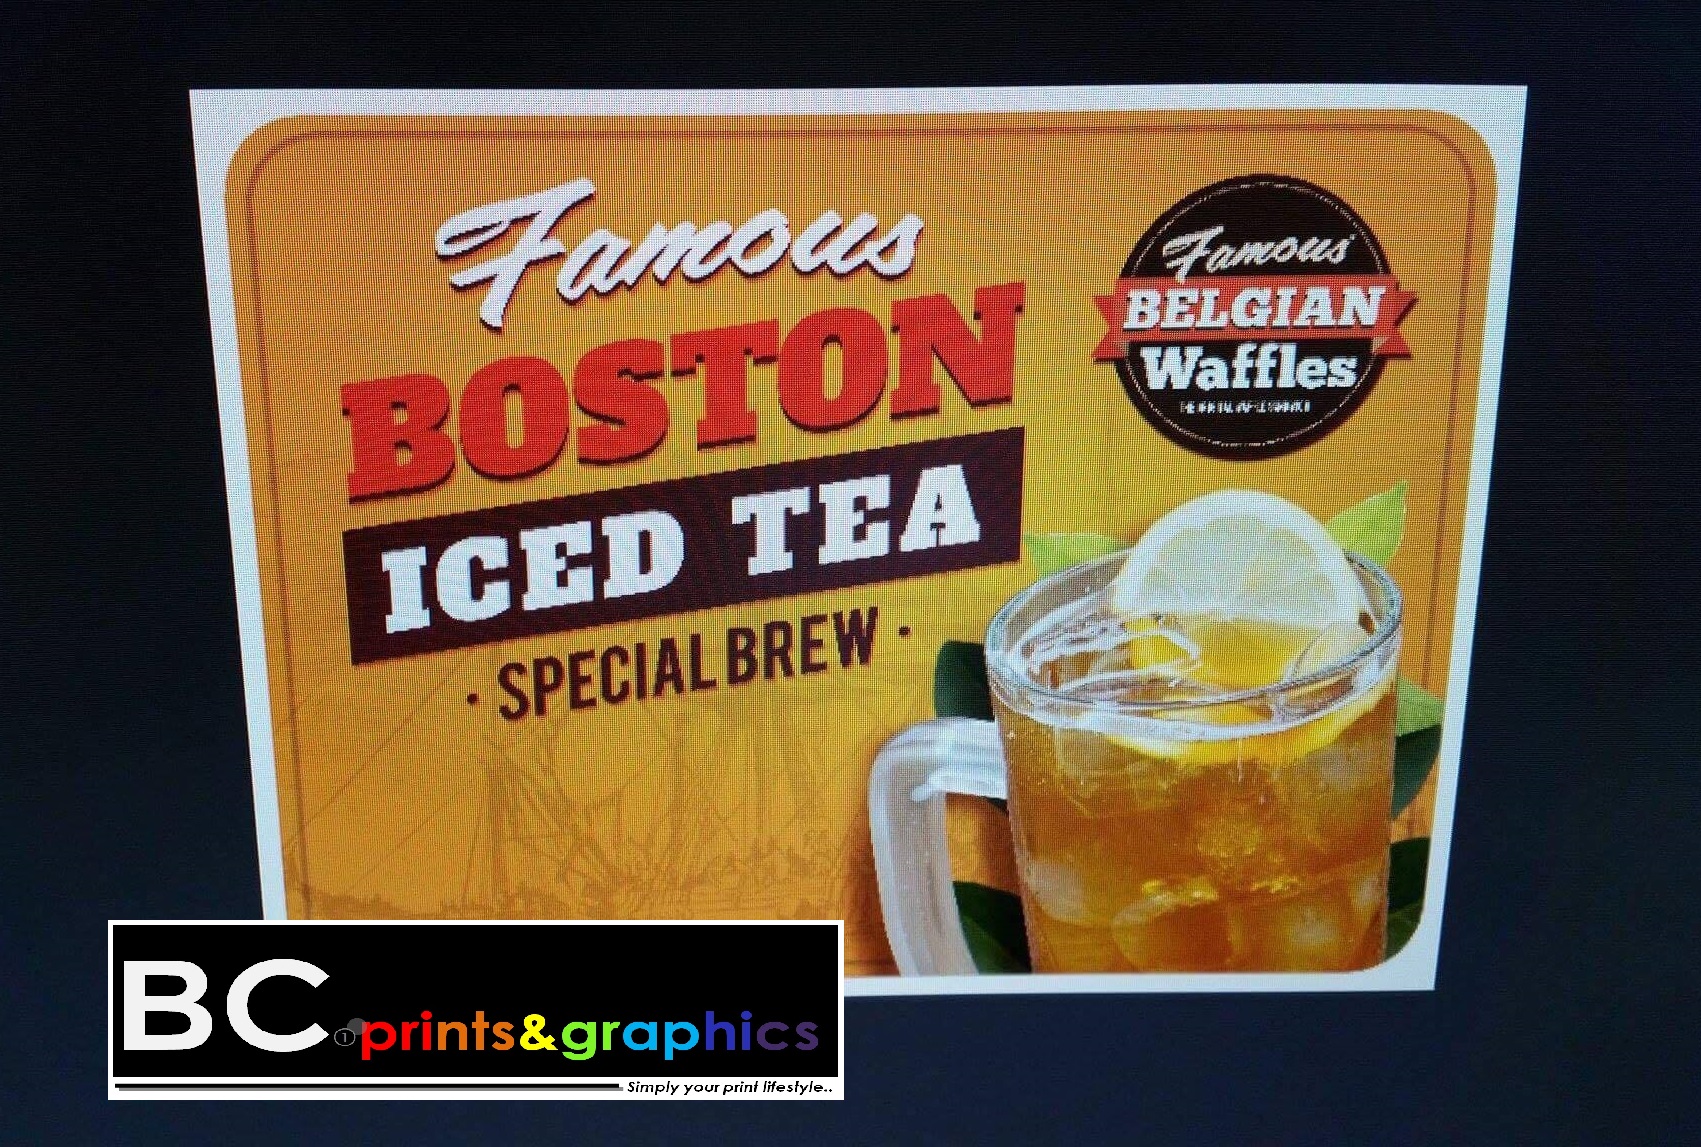 Famous
BOSTON
ICED TEA
· SPECIAL BREW ·
Famous
BELGIAN
Waffles
BC
prints&graphics
Simply your print lifestyle..